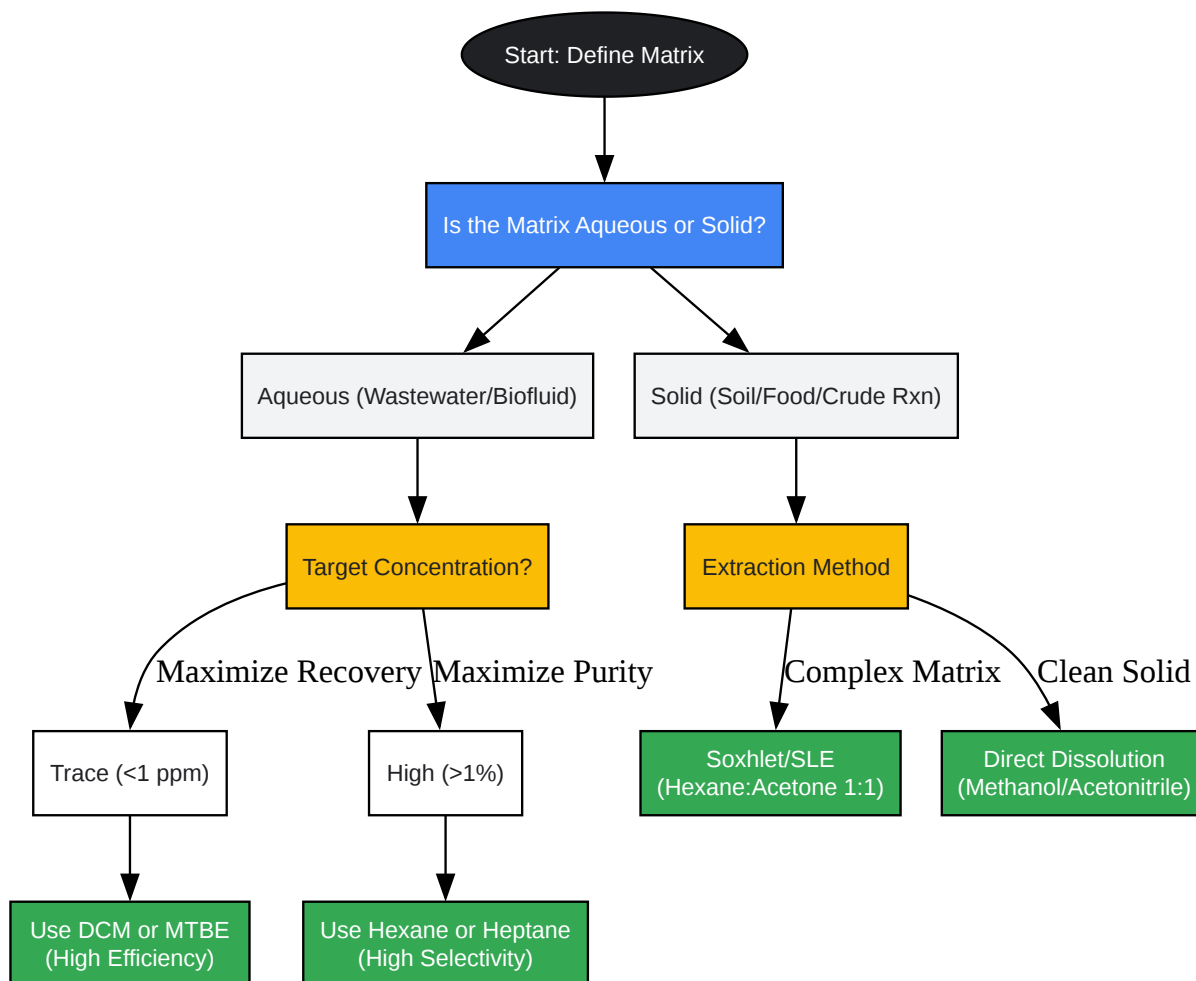 Start: Define Matrix
Is the Matrix Aqueous or Solid?
Aqueous (Wastewater/Biofluid)
Solid (Soil/Food/Crude Rxn)
Target Concentration?
Extraction Method
Maximize Recovery
Maximize Purity
Complex Matrix
Clean Solid
Trace (<1 ppm)
High (>1%)
Soxhlet/SLE
(Hexane:Acetone 1:1)
Direct Dissolution
(Methanol/Acetonitrile)
Use DCM or MTBE
(High Efficiency)
Use Hexane or Heptane
(High Selectivity)